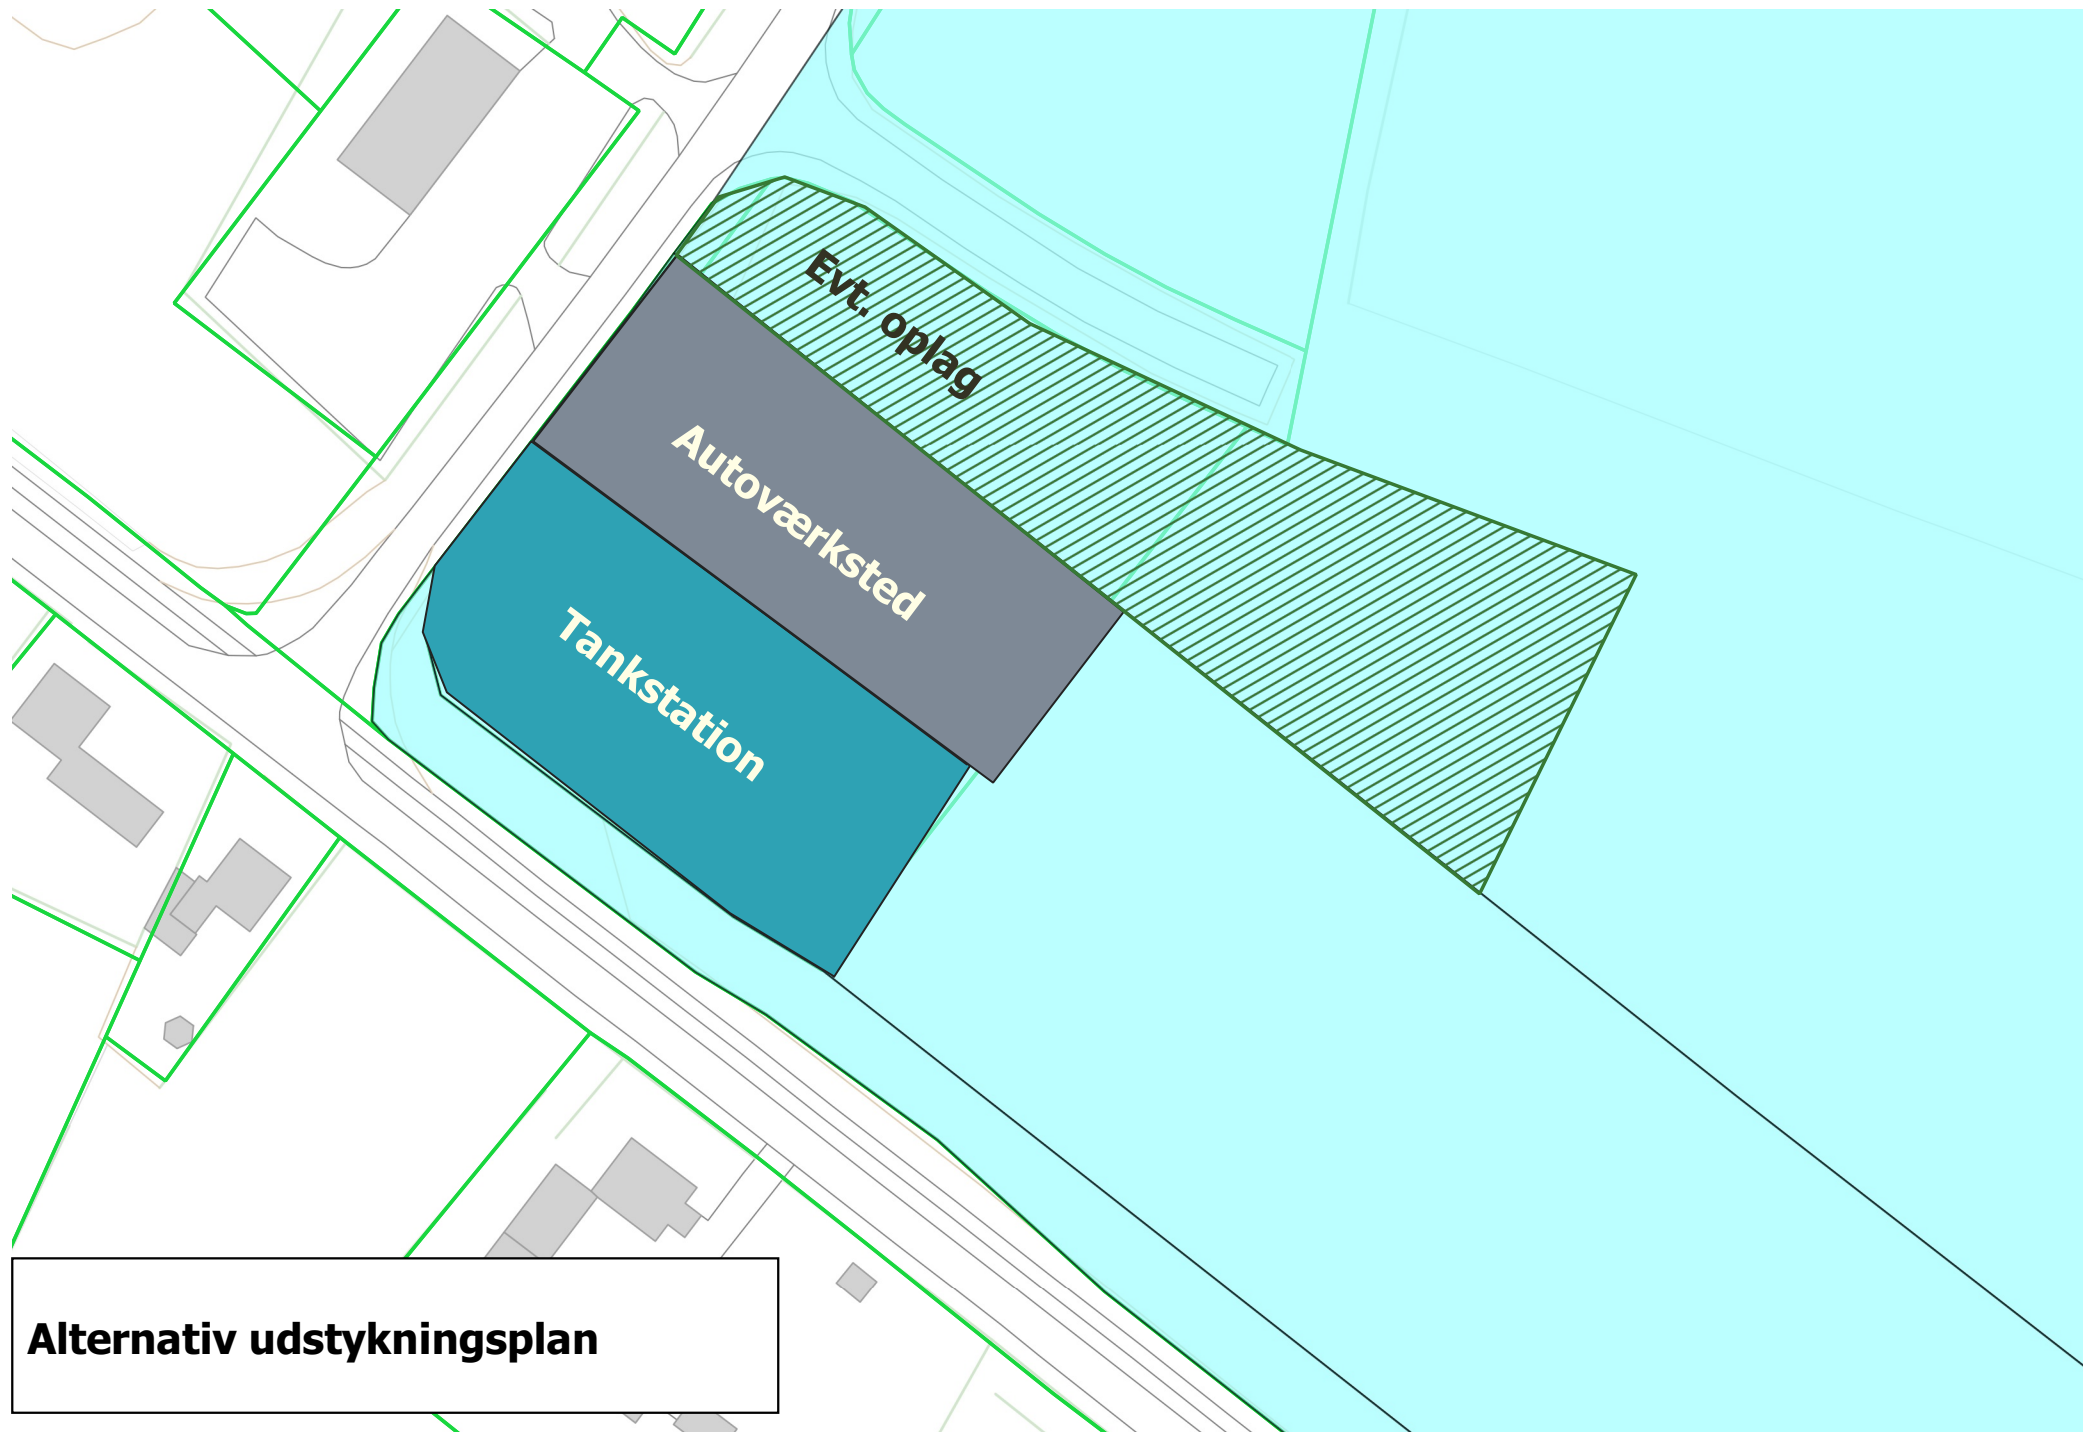 Evt. oplag
Autoværksted
Tankstation
Alternativ udstykningsplan